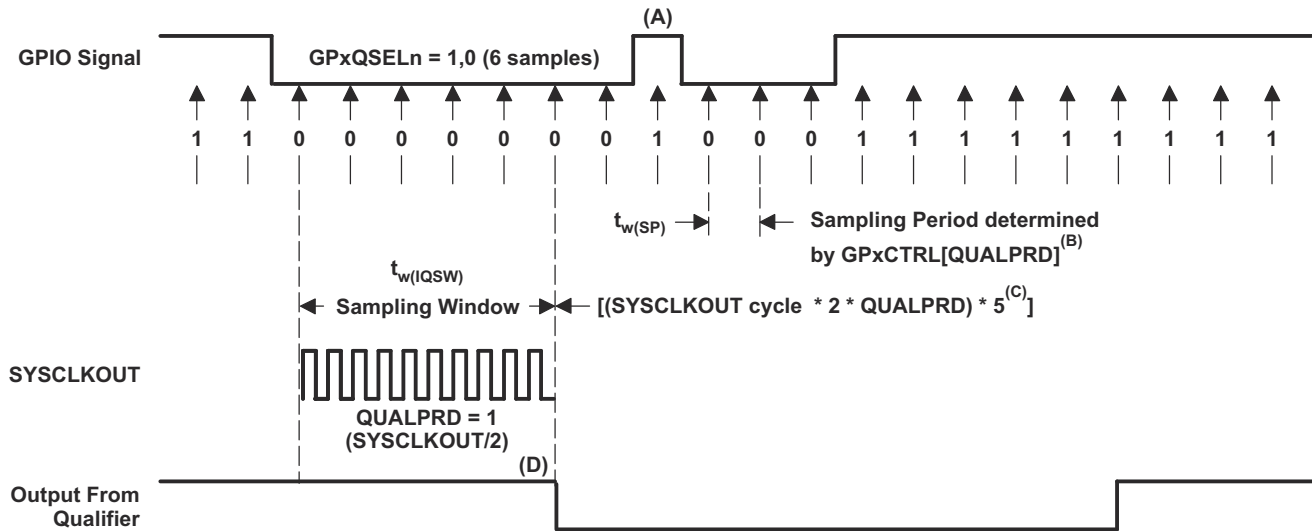 (A)
GPIO Signal
GPxQSELn = 1,0 (6 samples)
1 1 0 0 0 0 0 0 0 1 0 0 0 1 1 1 1 1 1 1 1 1
tw(SP)
Sampling Period determined
by GPxCTRL[QUALPRD](B)
tw(IQSW)
Sampling Window
[(SYSCLKOUT cycle * 2 * QUALPRD) * 5(C)]
SYSCLKOUT
QUALPRD = 1
(SYSCLKOUT/2)
(D)
Output From
Qualifier